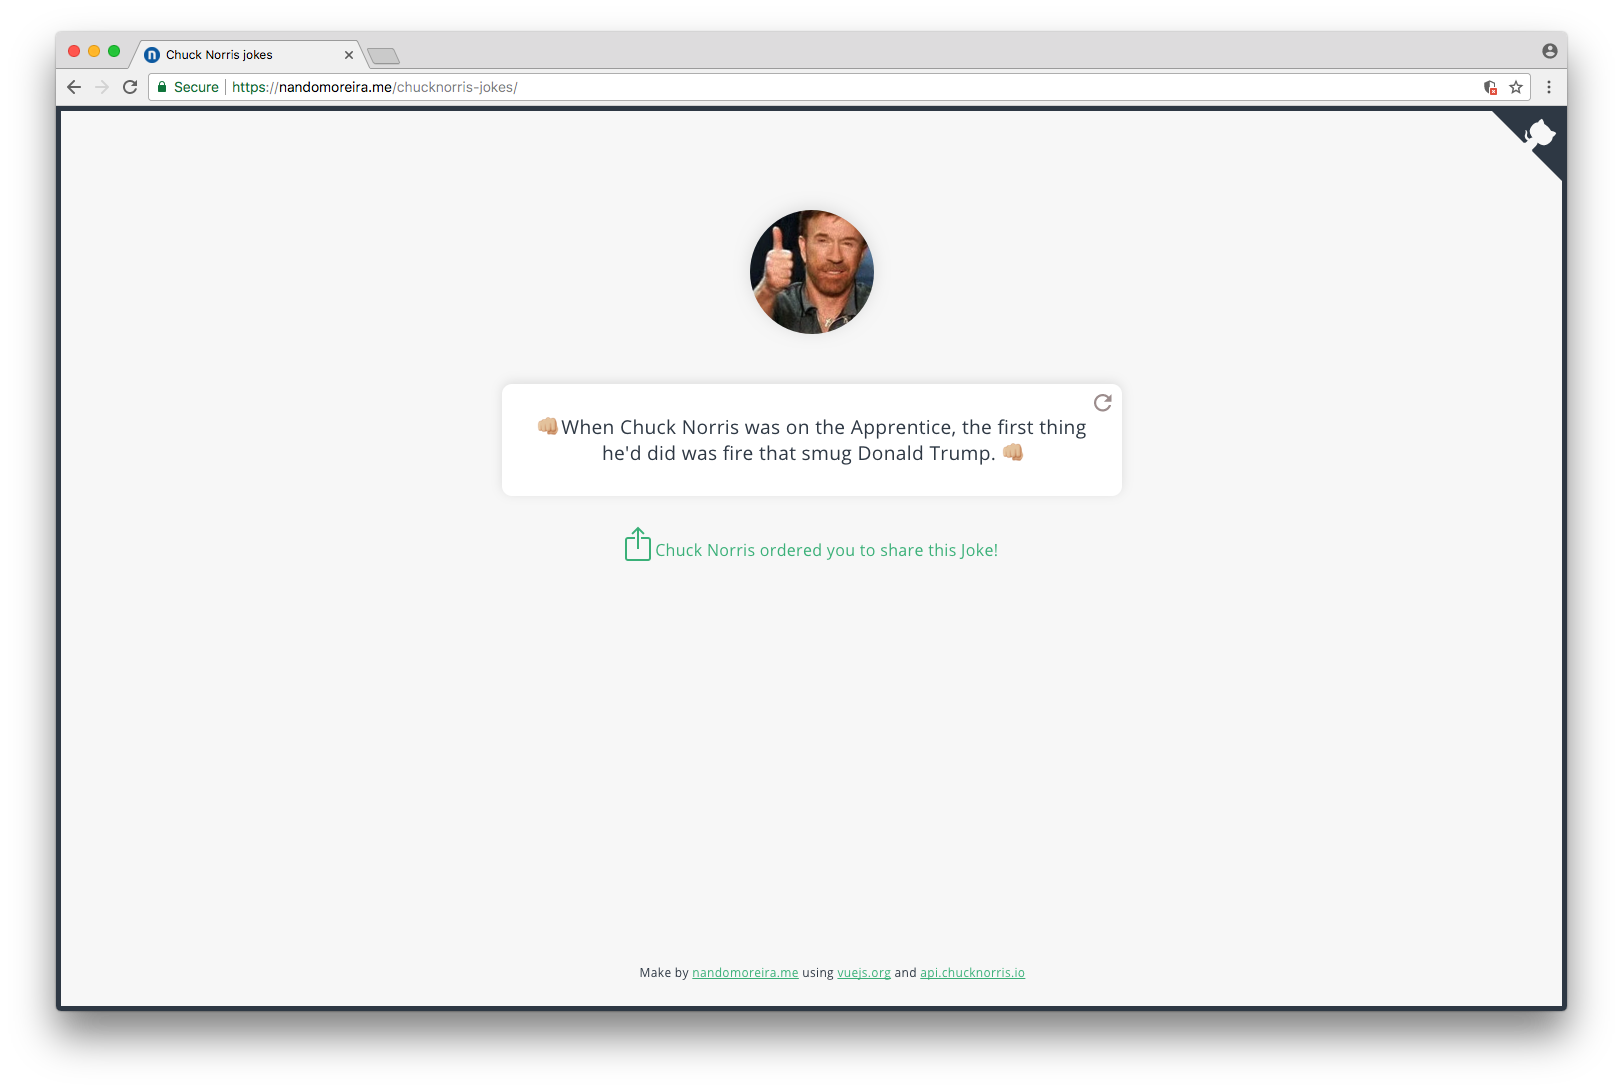 Chuck Norris jokes
Secure https://nandomoreira.me/chucknorris-jokes/
👊🏼When Chuck Norris was on the Apprentice, the first thing
he'd did was fire that smug Donald Trump. 👊🏼
Chuck Norris ordered you to share this Joke!
Make by nandomoreira.me using vuejs.org and api.chucknorris.io